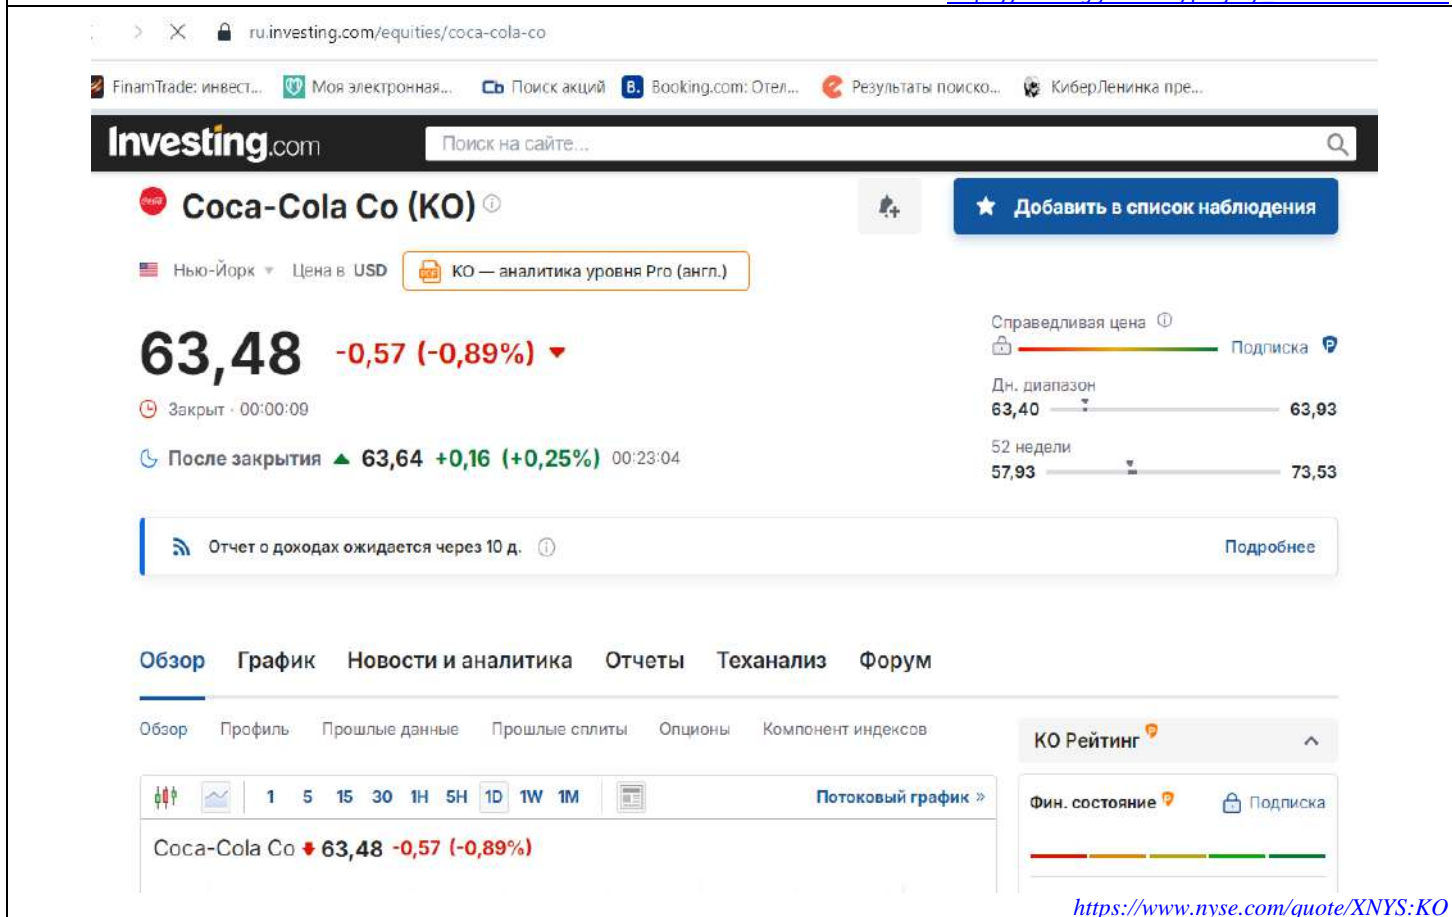 ru.investing.com/equities/coca-cola-co
FinamTrade: инвест... Моя электронная... Сb Поиск акций B. Booking.com: Отел... Результаты поиско... КиберЛенинка пре...
Investing.com Поиск на сайте...
Coca-Cola Co (KO) Добавить в список наблюдения
Нью-Йорк Цена в USD KO — аналитика уровня Pro (англ.)
63,48 -0,57 (-0,89%)
Справедливая цена
Подписка
Дн. диапазон
63,40 63,93
Закрыт · 00:00:09
52 недели
57,93 73,53
После закрытия 63,64 +0,16 (+0,25%) 00:23:04
Отчет о доходах ожидается через 10 д. Подробнее
Обзор График Новости и аналитика Отчеты Теханализ Форум
Обзор Профиль Прошлые данные Прошлые сплиты Опционы Компонент индексов
KO Рейтинг
1 5 15 30 1H 5H 1D 1W 1M Потоковый график »
Фин. состояние Подписка
Coca-Cola Co 63,48 -0,57 (-0,89%)
https://www.nyse.com/quote/XNYS:KO